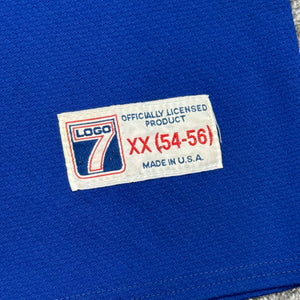 LOGO
7
OFFICIALLY LICENSED
PRODUCT
XX (54-56)
MADE IN U.S.A.